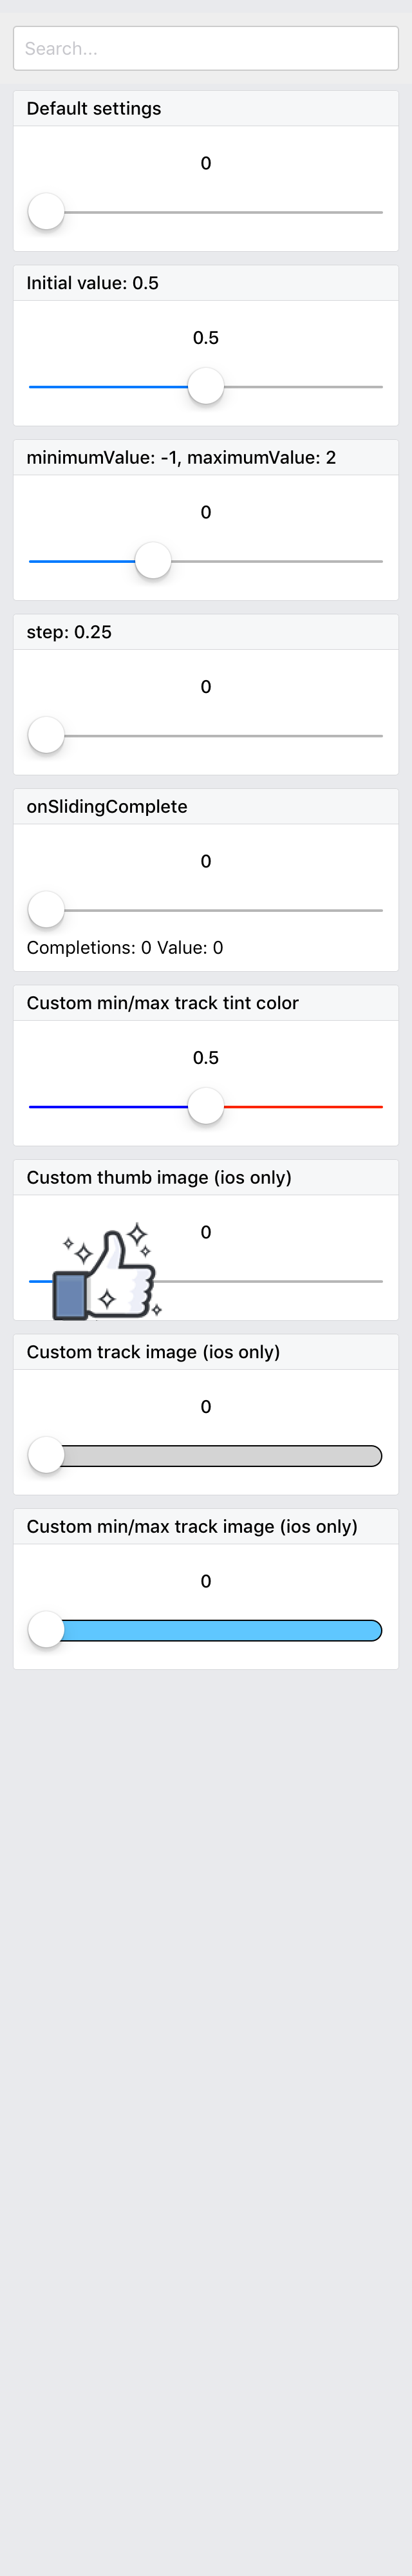 Search...
Default settings
0
Initial value: 0.5
0.5
minimumValue: -1, maximumValue: 2
0
step: 0.25
0
onSlidingComplete
0
Completions: 0 Value: 0
Custom min/max track tint color
0.5
Custom thumb image (ios only)
0
Custom track image (ios only)
0
Custom min/max track image (ios only)
0